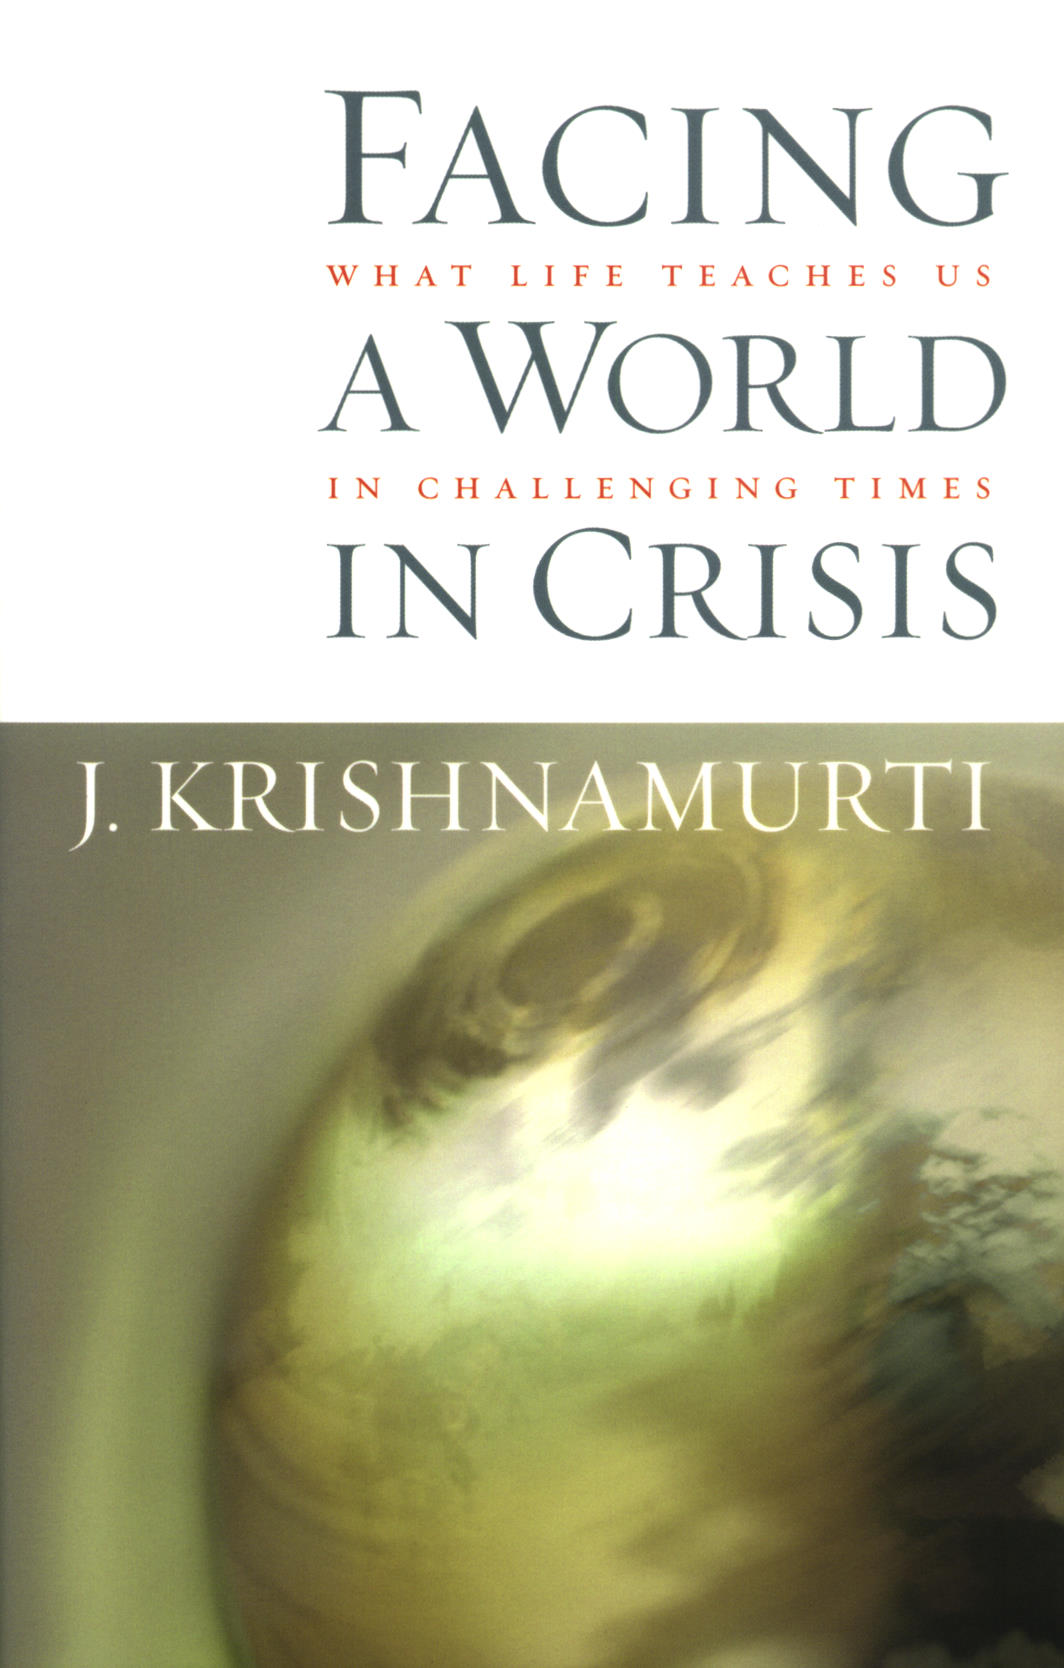 FACING
WHAT LIFE TEACHES US
A WORLD
IN CHALLENGING TIMES
IN CRISIS
J. KRISHNAMURTI